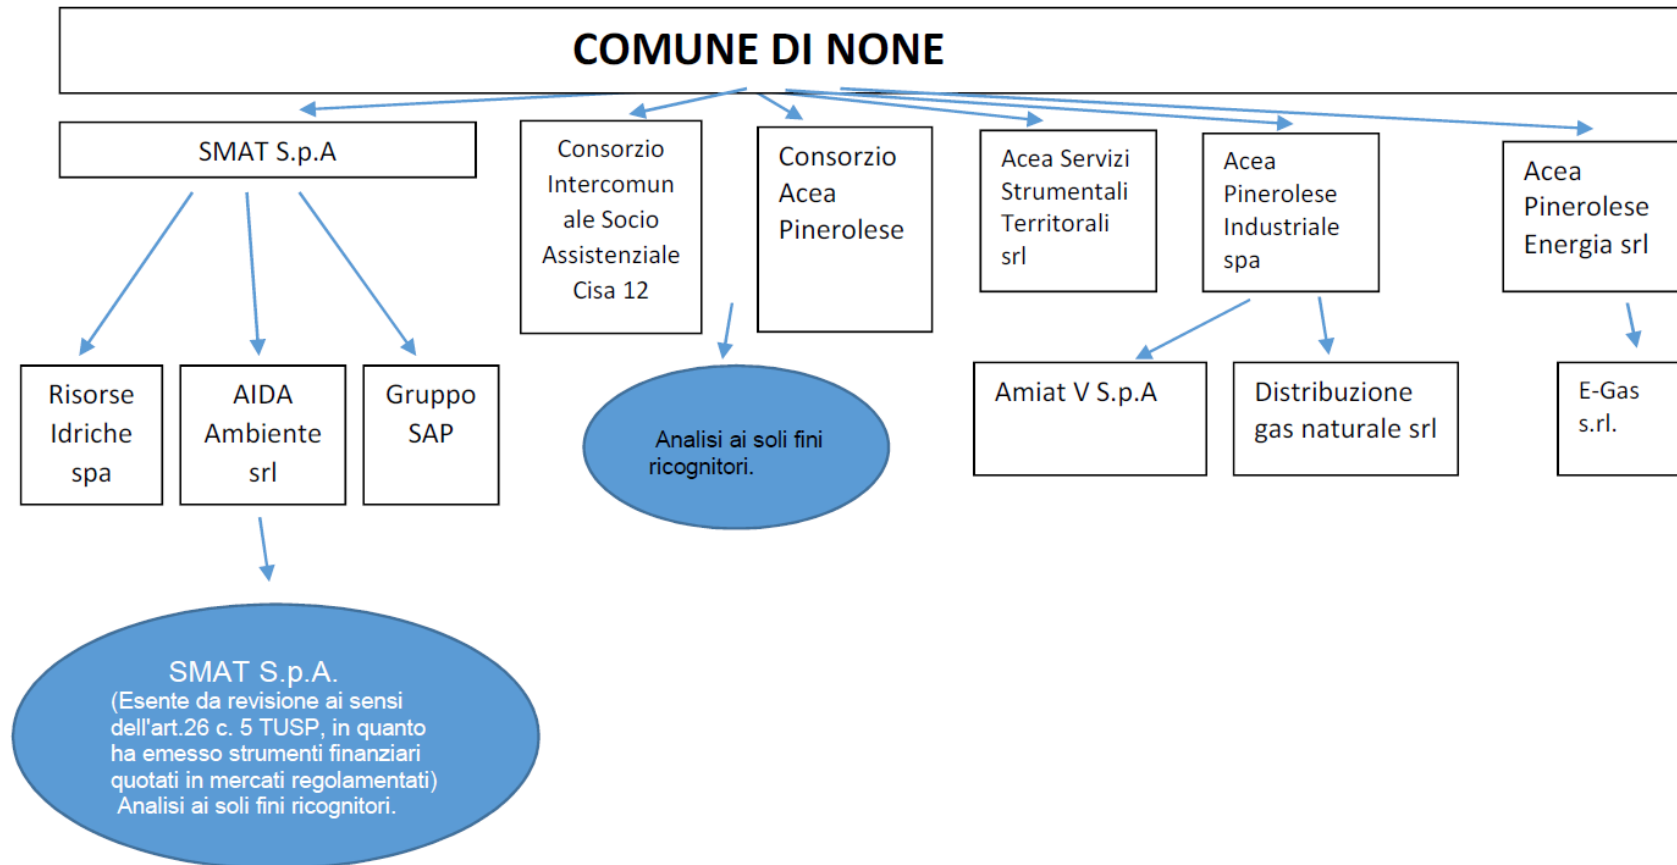 COMUNE DI NONE
SMAT S.p.A
Consorzio
Intercomun
ale Socio
Assistenziale
Cisa 12
Consorzio
Acea
Pinerolese
Acea Servizi
Strumentali
Territorali
srl
Acea
Pinerolese
Industriale
spa
Acea
Pinerolese
Energia srl
Risorse
Idriche
spa
AIDA
Ambiente
srl
Gruppo
SAP
Analisi ai soli fini
ricognitori.
Amiat V S.p.A
Distribuzione
gas naturale srl
E-Gas
s.rl.
SMAT S.p.A.
(Esente da revisione ai sensi
dell'art.26 c. 5 TUSP, in quanto
ha emesso strumenti finanziari
quotati in mercati regolamentati)
Analisi ai soli fini ricognitori.